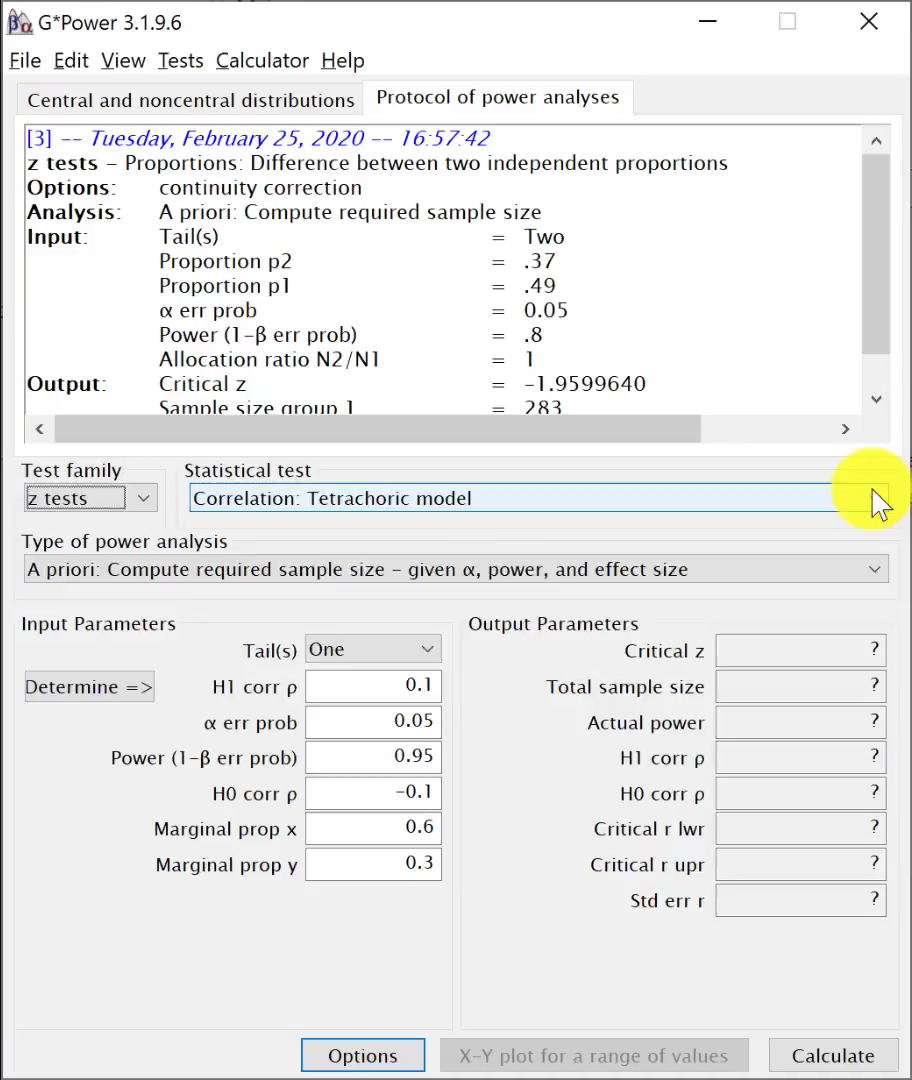 G*Power 3.1.9.6
File Edit View Tests Calculator Help
Central and noncentral distributions Protocol of power analyses
[3] -- Tuesday, February 25, 2020 -- 16:57:42
z tests – Proportions: Difference between two independent proportions
Options: continuity correction
Analysis: A priori: Compute required sample size
Input: Tail(s) = Two
Proportion p2 = .37
Proportion p1 = .49
α err prob = 0.05
Power (1-β err prob) = .8
Allocation ratio N2/N1 = 1
Output: Critical z = -1.9599640
Sample size group 1 = 283
Test family Statistical test
z tests Correlation: Tetrachoric model
Type of power analysis
A priori: Compute required sample size – given α, power, and effect size
Input Parameters Output Parameters
Tail(s) One Critical z ?
Determine => H1 corr ρ 0.1 Total sample size ?
α err prob 0.05 Actual power ?
Power (1-β err prob) 0.95 H1 corr ρ ?
H0 corr ρ -0.1 H0 corr ρ ?
Marginal prop x 0.6 Critical r lwr ?
Marginal prop y 0.3 Critical r upr ?
Std err r ?
Options X-Y plot for a range of values Calculate